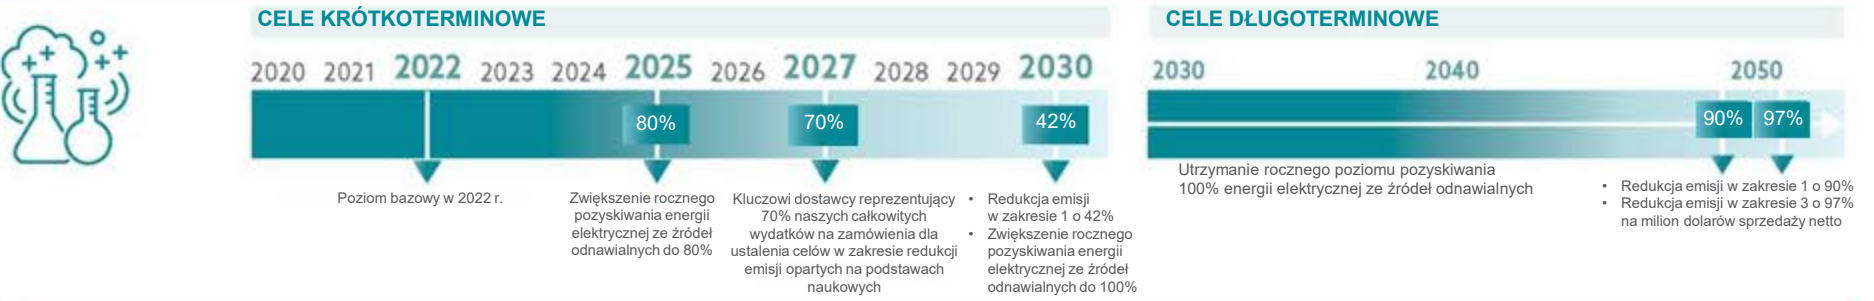 CELE KRÓTKOTERMINOWE
2020 2021 2022 2023 2024 2025 2026 2027 2028 2029 2030
80% 70% 42%
Poziom bazowy w 2022 r.
Zwiększenie rocznego
pozyskiwania energii
elektrycznej ze źródeł
odnawialnych do 80%
Kluczowi dostawcy reprezentujący
70% naszych całkowitych
wydatków na zamówienia dla
ustalenia celów w zakresie redukcji
emisji opartych na podstawach
naukowych
• Redukcja emisji
w zakresie 1 o 42%
• Zwiększenie rocznego
pozyskiwania energii
elektrycznej ze źródeł
odnawialnych do 100%
CELE DŁUGOTERMINOWE
2030 2040 2050
90% 97%
Utrzymanie rocznego poziomu pozyskiwania
100% energii elektrycznej ze źródeł odnawialnych
• Redukcja emisji w zakresie 1 o 90%
• Redukcja emisji w zakresie 3 o 97%
na milion dolarów sprzedaży netto